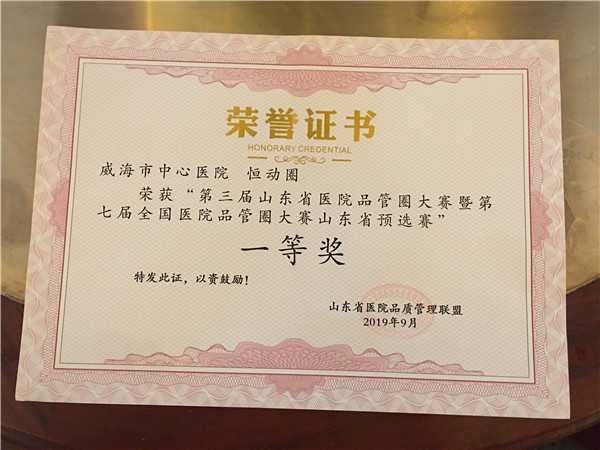 荣誉证书
HONORARY CREDENTIAL
威海市中心医院 恒动圈
荣获“第三届山东省医院品管圈大赛暨第
七届全国医院品管圈大赛山东省预选赛”
一等奖
特发此证，以资鼓励！
山东省医院品质管理联盟
2019年9月